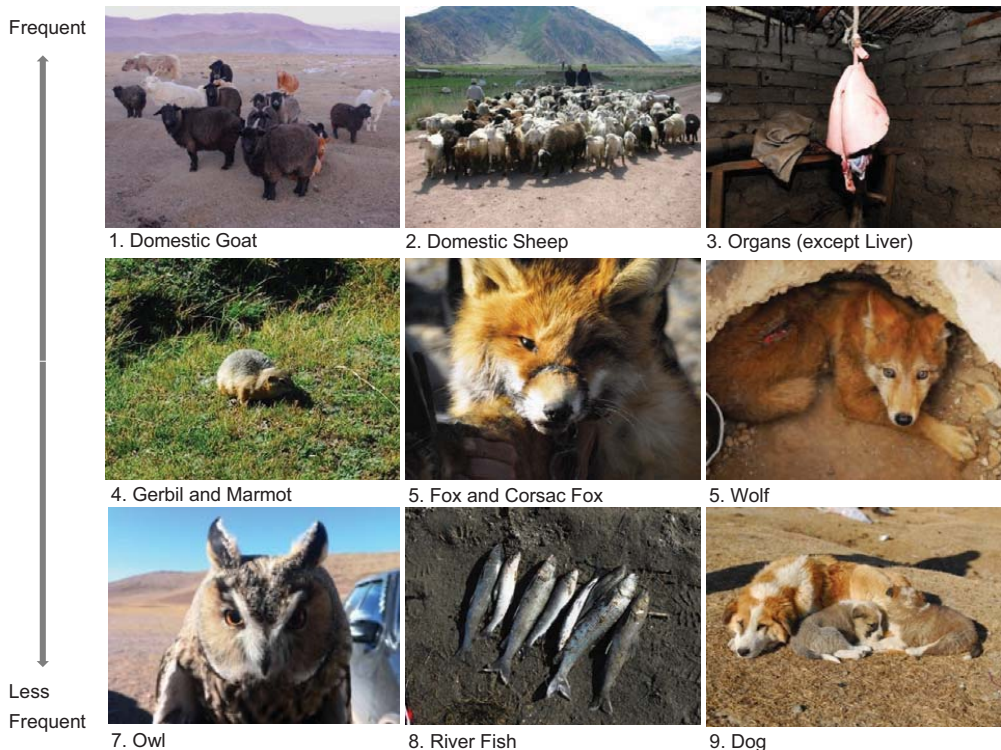 Frequent
1. Domestic Goat
2. Domestic Sheep
3. Organs (except Liver)
4. Gerbil and Marmot
5. Fox and Corsac Fox
5. Wolf
Less
Frequent
7. Owl
8. River Fish
9. Dog